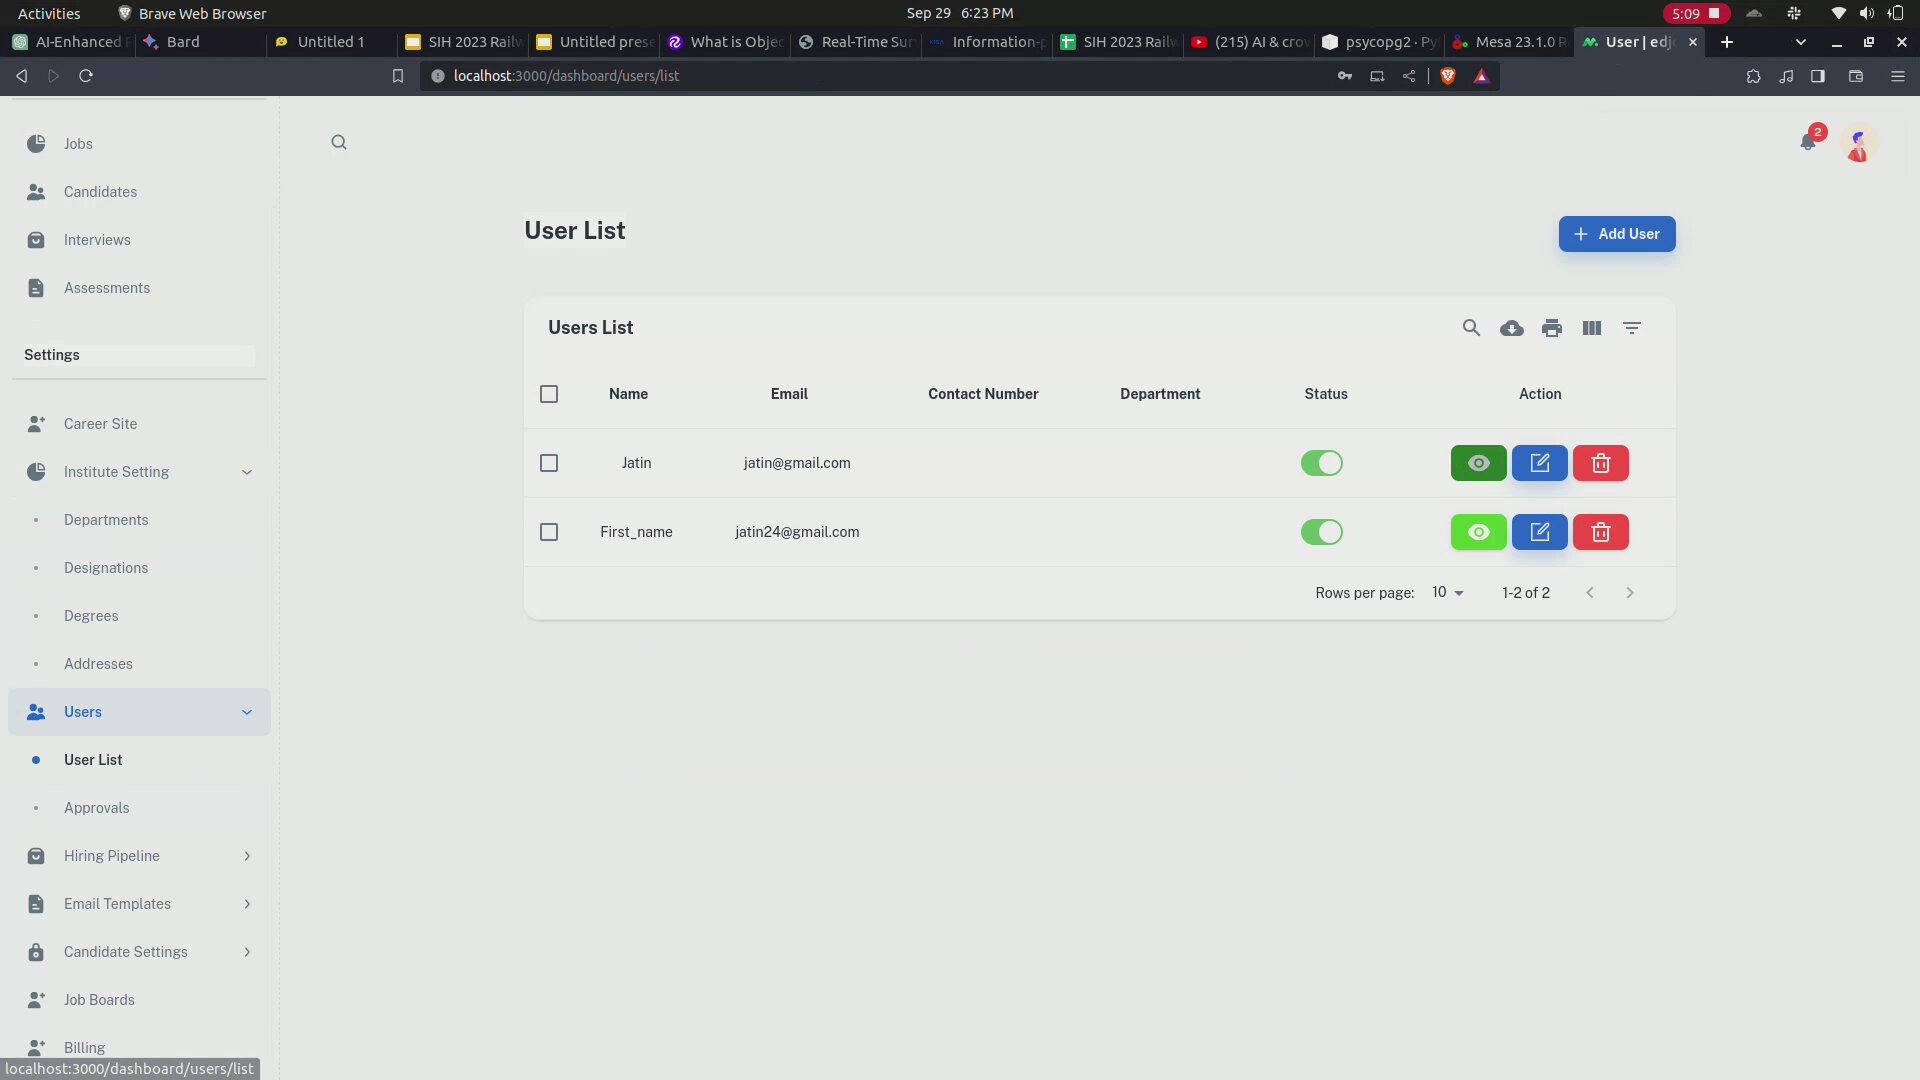 Activities Brave Web Browser Sep 29 6:23 PM 5:09
AI-Enhanced Bard Untitled 1 SIH 2023 Railw Untitled prese What is Objec Real-Time Sur Information-p SIH 2023 Railw (215) AI & crow psycopg2 · Py Mesa 23.1.0 R User | edj
localhost:3000/dashboard/users/list
Jobs
2
Candidates
Interviews
Assessments
Settings
Career Site
Institute Setting
Departments
Designations
Degrees
Addresses
Users
User List
Approvals
Hiring Pipeline
Email Templates
Candidate Settings
Job Boards
Billing
localhost:3000/dashboard/users/list
User List
Add User
Users List
Name Email Contact Number Department Status Action
Jatin jatin@gmail.com
First_name jatin24@gmail.com
Rows per page: 10 1-2 of 2